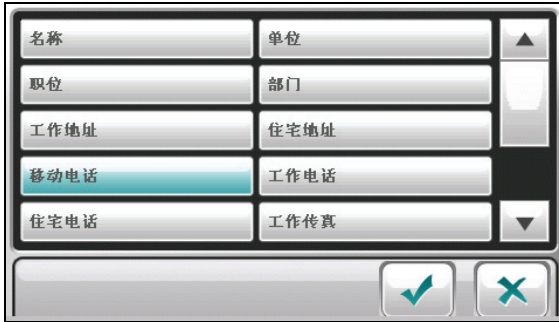 名称 单位
职位 部门
工作地址 住宅地址
移动电话 工作电话
住宅电话 工作传真